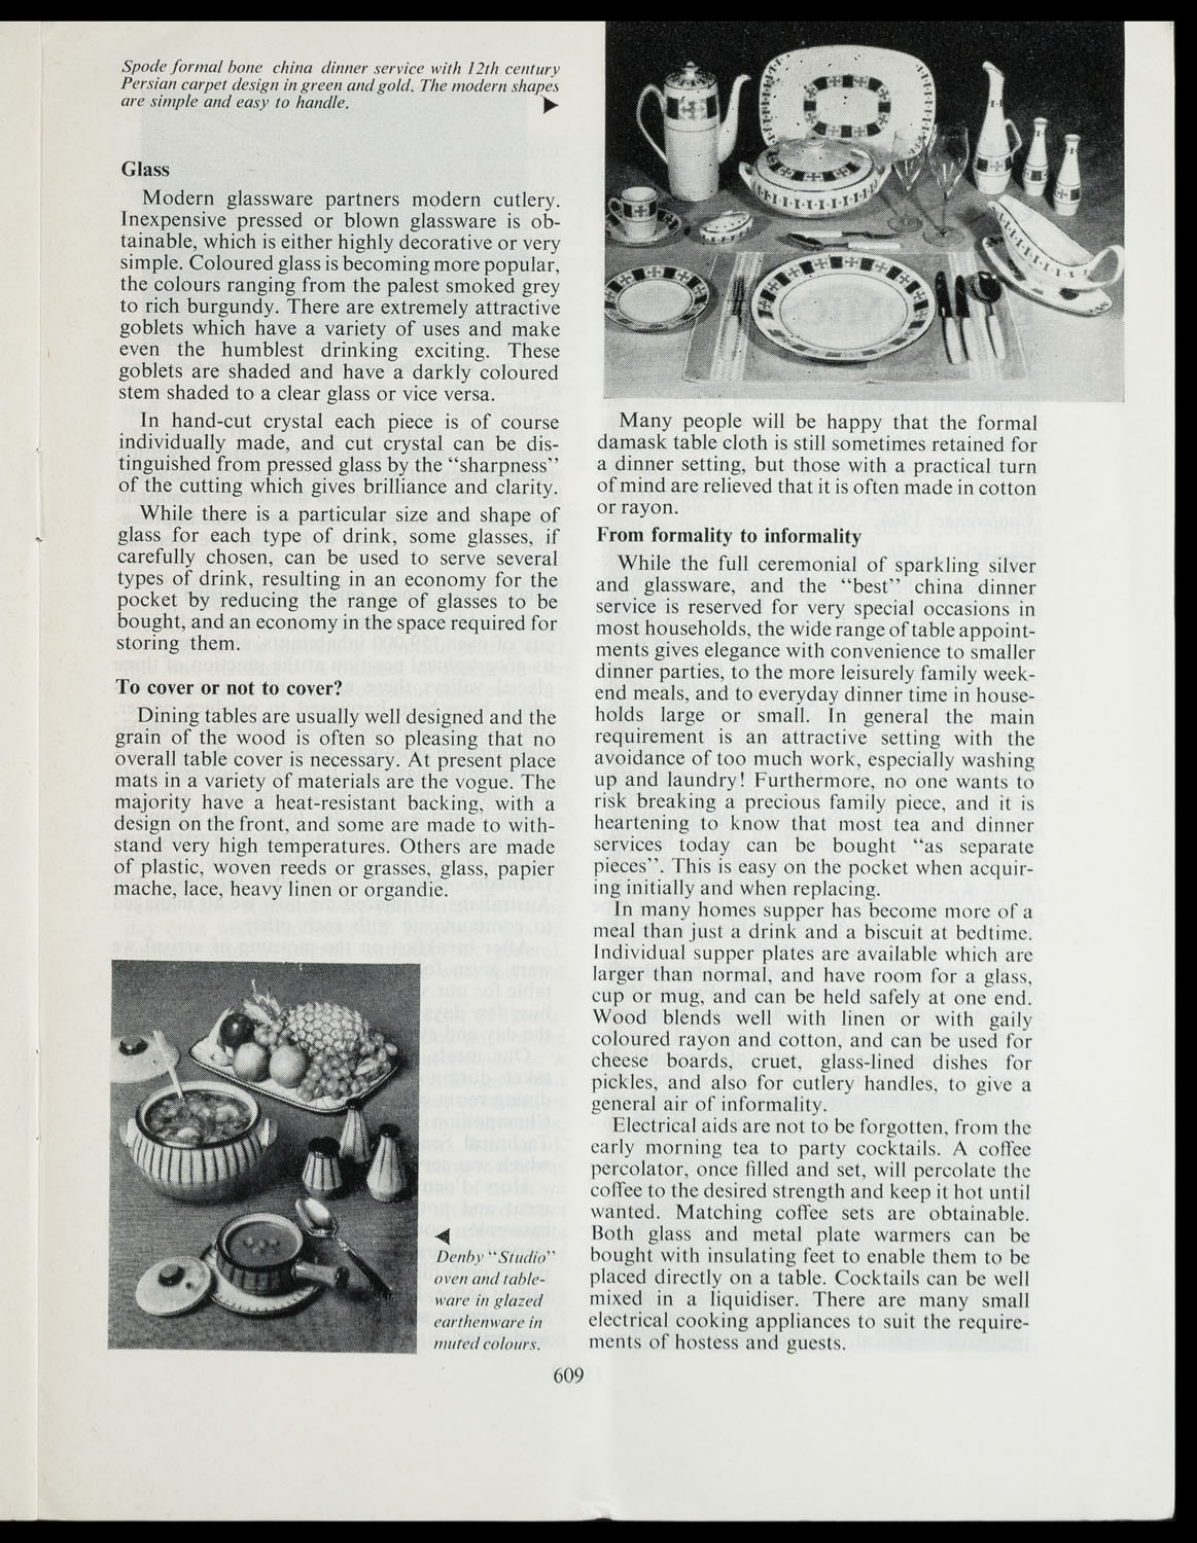 Spode formal bone china dinner service with 12th century
Persian carpet design in green and gold. The modern shapes
are simple and easy to handle.
Glass
Modern glassware partners modern cutlery.
Inexpensive pressed or blown glassware is ob-
tainable, which is either highly decorative or very
simple. Coloured glass is becoming more popular,
the colours ranging from the palest smoked grey
to rich burgundy. There are extremely attractive
goblets which have a variety of uses and make
even the humblest drinking exciting. These
goblets are shaded and have a darkly coloured
stem shaded to a clear glass or vice versa.
In hand-cut crystal each piece is of course
individually made, and cut crystal can be dis-
tinguished from pressed glass by the “sharpness”
of the cutting which gives brilliance and clarity.
While there is a particular size and shape of
glass for each type of drink, some glasses, if
carefully chosen, can be used to serve several
types of drink, resulting in an economy for the
pocket by reducing the range of glasses to be
bought, and an economy in the space required for
storing them.
To cover or not to cover?
Dining tables are usually well designed and the
grain of the wood is often so pleasing that no
overall table cover is necessary. At present place
mats in a variety of materials are the vogue. The
majority have a heat-resistant backing, with a
design on the front, and some are made to with-
stand very high temperatures. Others are made
of plastic, woven reeds or grasses, glass, papier
mache, lace, heavy linen or organdie.
Denby “Studio”
oven and table-
ware in glazed
earthenware in
muted colours.
Many people will be happy that the formal
damask table cloth is still sometimes retained for
a dinner setting, but those with a practical turn
of mind are relieved that it is often made in cotton
or rayon.
From formality to informality
While the full ceremonial of sparkling silver
and glassware, and the “best” china dinner
service is reserved for very special occasions in
most households, the wide range of table appoint-
ments gives elegance with convenience to smaller
dinner parties, to the more leisurely family week-
end meals, and to everyday dinner time in house-
holds large or small. In general the main
requirement is an attractive setting with the
avoidance of too much work, especially washing
up and laundry! Furthermore, no one wants to
risk breaking a precious family piece, and it is
heartening to know that most tea and dinner
services today can be bought “as separate
pieces”. This is easy on the pocket when acquir-
ing initially and when replacing.
In many homes supper has become more of a
meal than just a drink and a biscuit at bedtime.
Individual supper plates are available which are
larger than normal, and have room for a glass,
cup or mug, and can be held safely at one end.
Wood blends well with linen or with gaily
coloured rayon and cotton, and can be used for
cheese boards, cruet, glass-lined dishes for
pickles, and also for cutlery handles, to give a
general air of informality.
Electrical aids are not to be forgotten, from the
early morning tea to party cocktails. A coffee
percolator, once filled and set, will percolate the
coffee to the desired strength and keep it hot until
wanted. Matching coffee sets are obtainable.
Both glass and metal plate warmers can be
bought with insulating feet to enable them to be
placed directly on a table. Cocktails can be well
mixed in a liquidiser. There are many small
electrical cooking appliances to suit the require-
ments of hostess and guests.
609